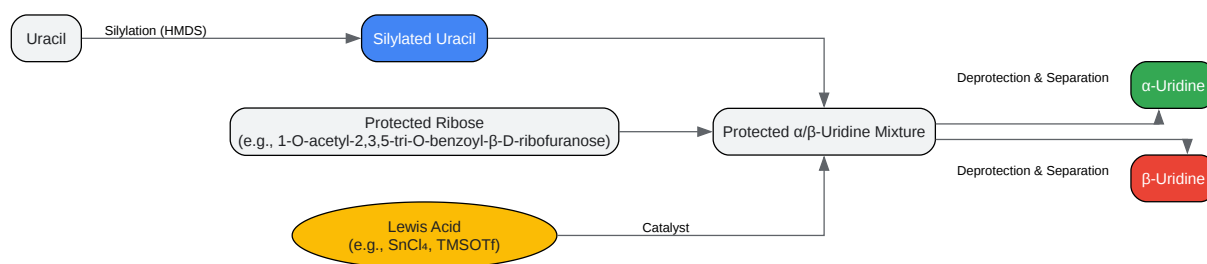 Uracil
Silylation (HMDS)
Silylated Uracil
Deprotection & Separation
α-Uridine
Protected Ribose
(e.g., 1-O-acetyl-2,3,5-tri-O-benzoyl-β-D-ribofuranose)
Protected α/β-Uridine Mixture
Deprotection & Separation
β-Uridine
Lewis Acid
(e.g., SnCl₄, TMSOTf)
Catalyst